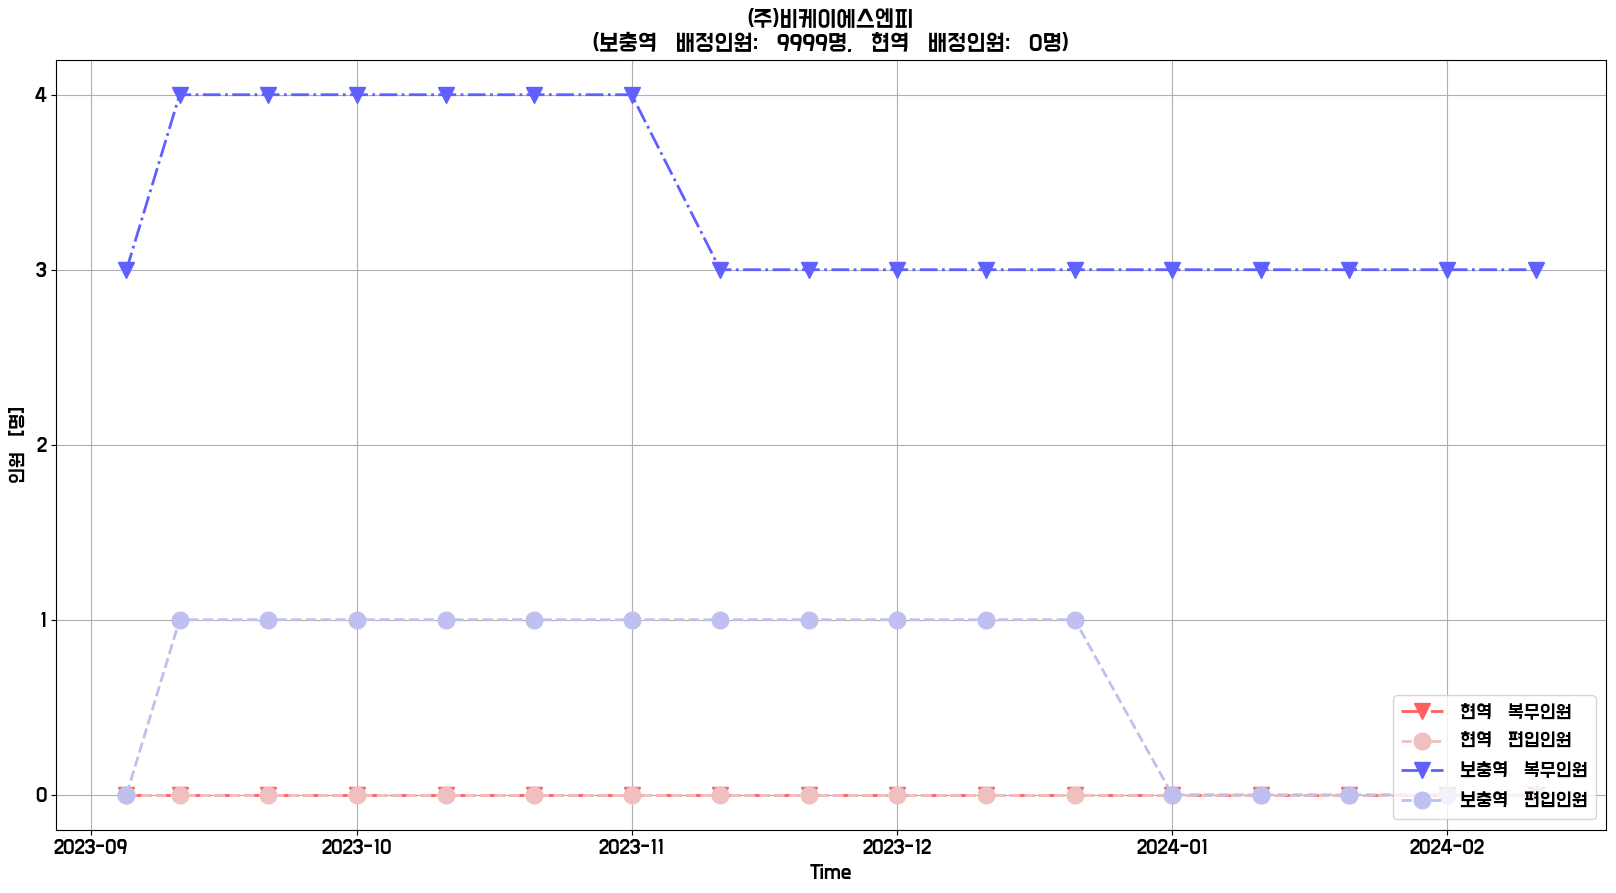 (주)비케이에스엔피
(보충역 배정인원: 9999명, 현역 배정인원: 0명)
인원 [명]
4
3
2
1
0
현역 복무인원
현역 편입인원
보충역 복무인원
보충역 편입인원
2023-09 2023-10 2023-11 2023-12 2024-01 2024-02
Time